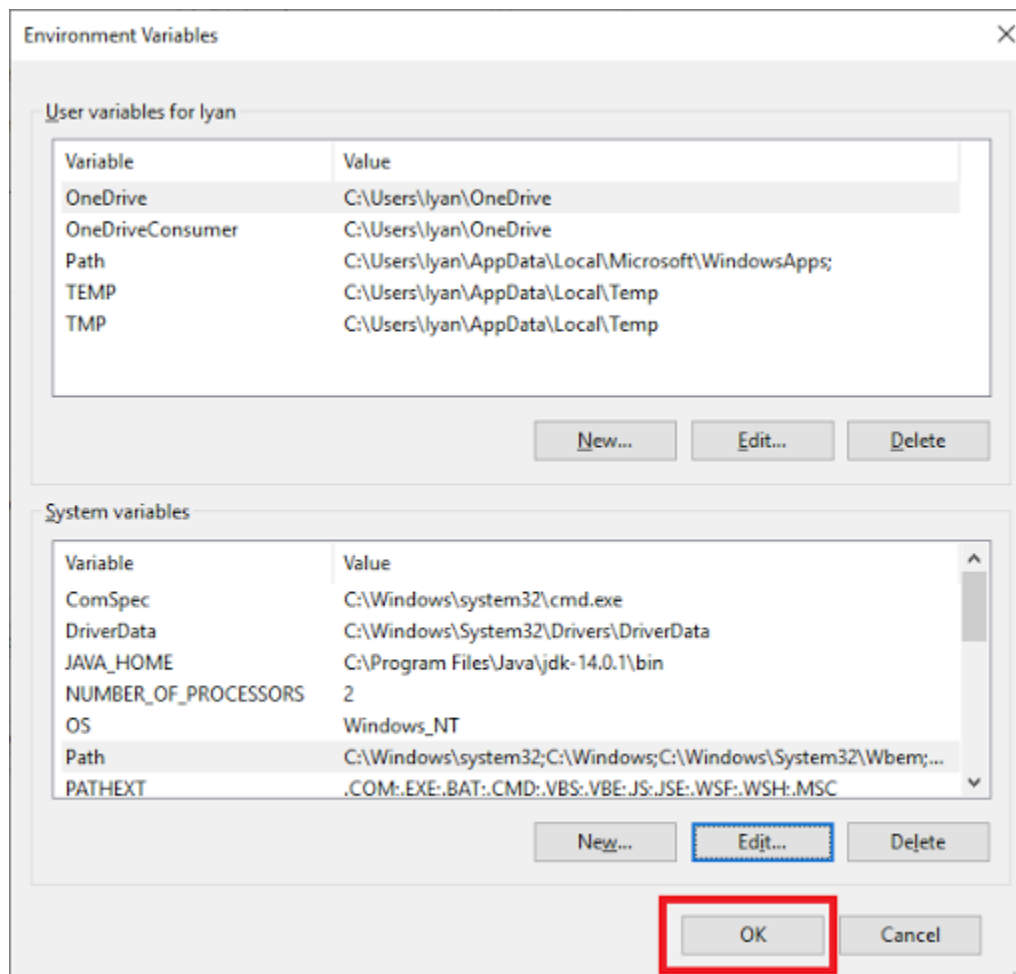 Environment Variables
User variables for lyan
Variable Value
OneDrive C:\Users\lyan\OneDrive
OneDriveConsumer C:\Users\lyan\OneDrive
Path C:\Users\lyan\AppData\Local\Microsoft\WindowsApps;
TEMP C:\Users\lyan\AppData\Local\Temp
TMP C:\Users\lyan\AppData\Local\Temp
New... Edit... Delete
System variables
Variable Value
ComSpec C:\Windows\system32\cmd.exe
DriverData C:\Windows\System32\Drivers\DriverData
JAVA_HOME C:\Program Files\Java\jdk-14.0.1\bin
NUMBER_OF_PROCESSORS 2
OS Windows_NT
Path C:\Windows\system32;C:\Windows;C:\Windows\System32\Wbem;...
PATHEXT .COM;.EXE;.BAT;.CMD;.VBS;.VBE;.JS;.JSE;.WSF;.WSH;.MSC
New... Edit... Delete
OK Cancel